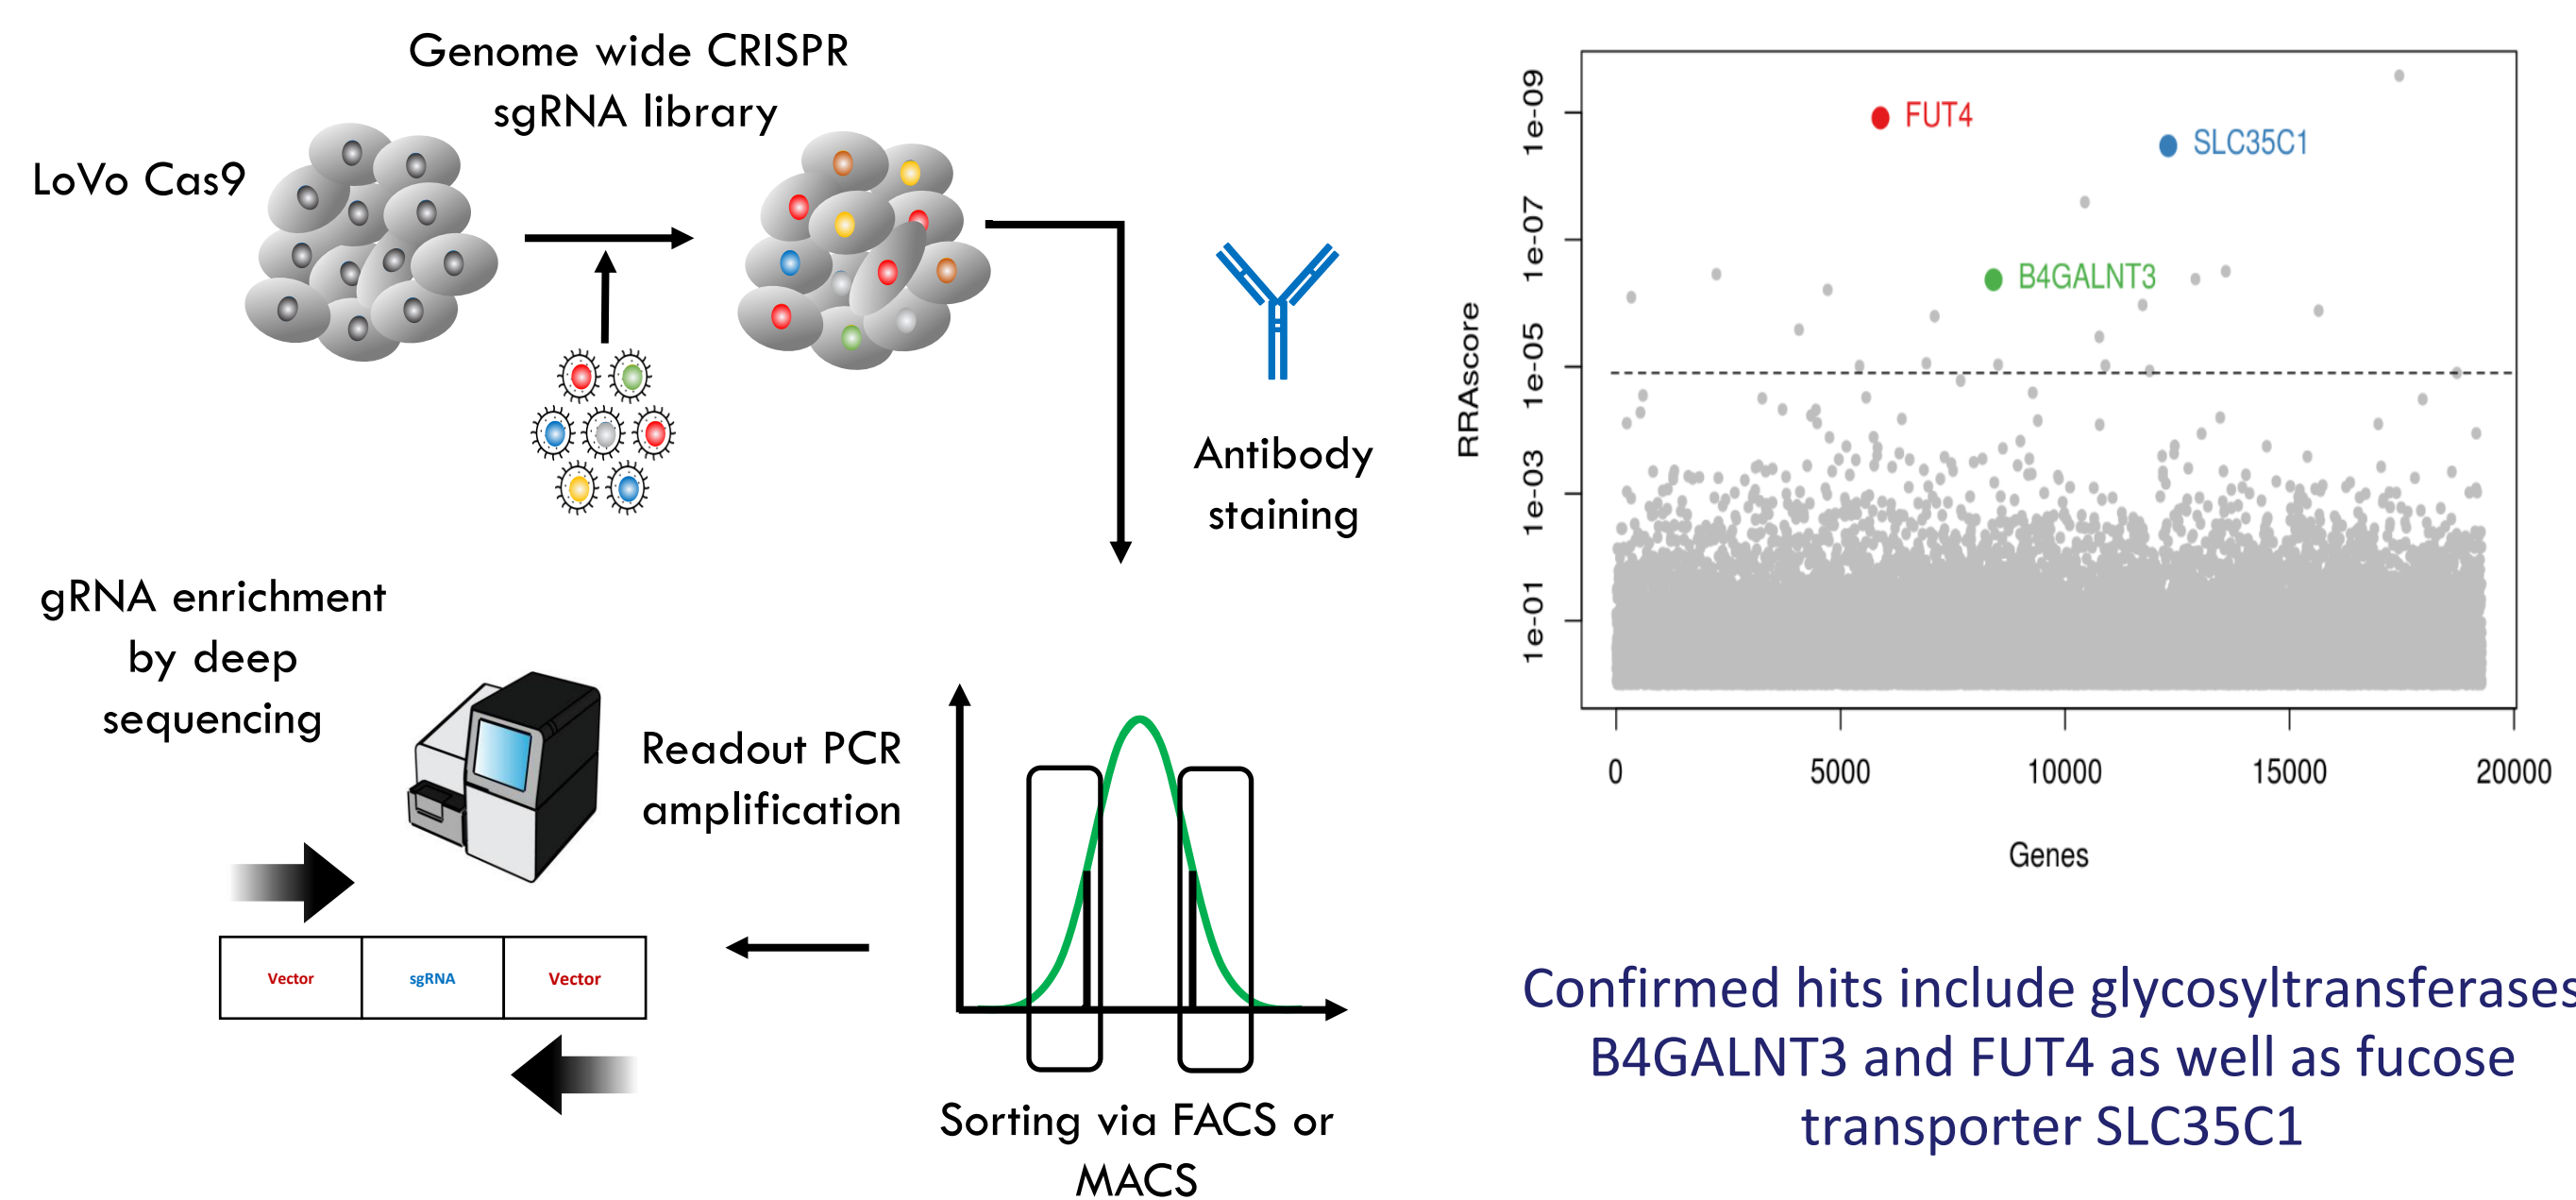 Genome wide CRISPR
sgRNA library
LoVo Cas9
Antibody
staining
gRNA enrichment
by deep
sequencing
Readout PCR
amplification
Vector
sgRNA
Vector
Sorting via FACS or
MACS
RRAscore
1e-09
1e-07
1e-05
1e-03
1e-01
FUT4
SLC35C1
B4GALNT3
0
5000
10000
15000
20000
Genes
Confirmed hits include glycosyltransferases
B4GALNT3 and FUT4 as well as fucose
transporter SLC35C1